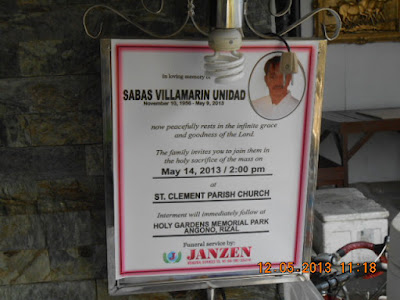 in loving memory of
SABAS VILLAMARIN UNIDAD
November 10, 1956 - May 9, 2013
now peacefully rests in the infinite grace
and goodness of the Lord.
The family invites you to join them in
the holy sacrifice of the mass on
May 14, 2013 / 2:00 pm
at
ST. CLEMENT PARISH CHURCH
Interment will immediately follow at
HOLY GARDENS MEMORIAL PARK
ANGONO, RIZAL
Funeral service by:
JANZEN
12-05-2013 11:18